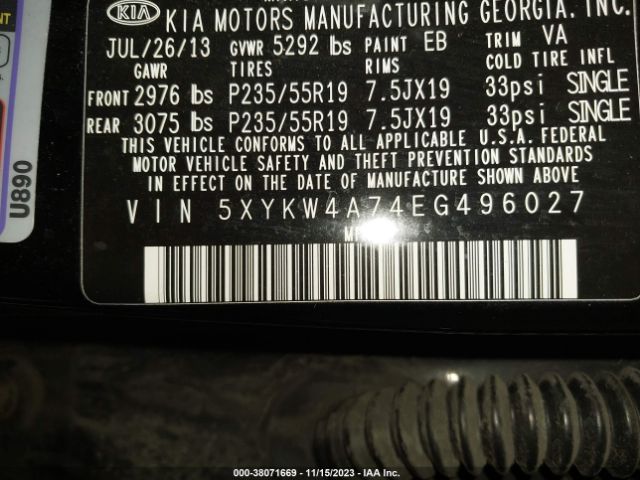 KIA KIA MOTORS MANUFACTURING GEORGIA, INC.
JUL/26/13 GVWR 5292 lbs PAINT EB TRIM VA
GAWR TIRES RIMS COLD TIRE INFL
FRONT 2976 lbs P235/55R19 7.5JX19 33psi SINGLE
REAR 3075 lbs P235/55R19 7.5JX19 33psi SINGLE
THIS VEHICLE CONFORMS TO ALL APPLICABLE U.S.A. FEDERAL
MOTOR VEHICLE SAFETY AND THEFT PREVENTION STANDARDS
IN EFFECT ON THE DATE OF MANUFACTURE SHOWN ABOVE
VIN 5XYKW4A74EG496027
U890
000-38071669 - 11/15/2023 - IAA Inc.